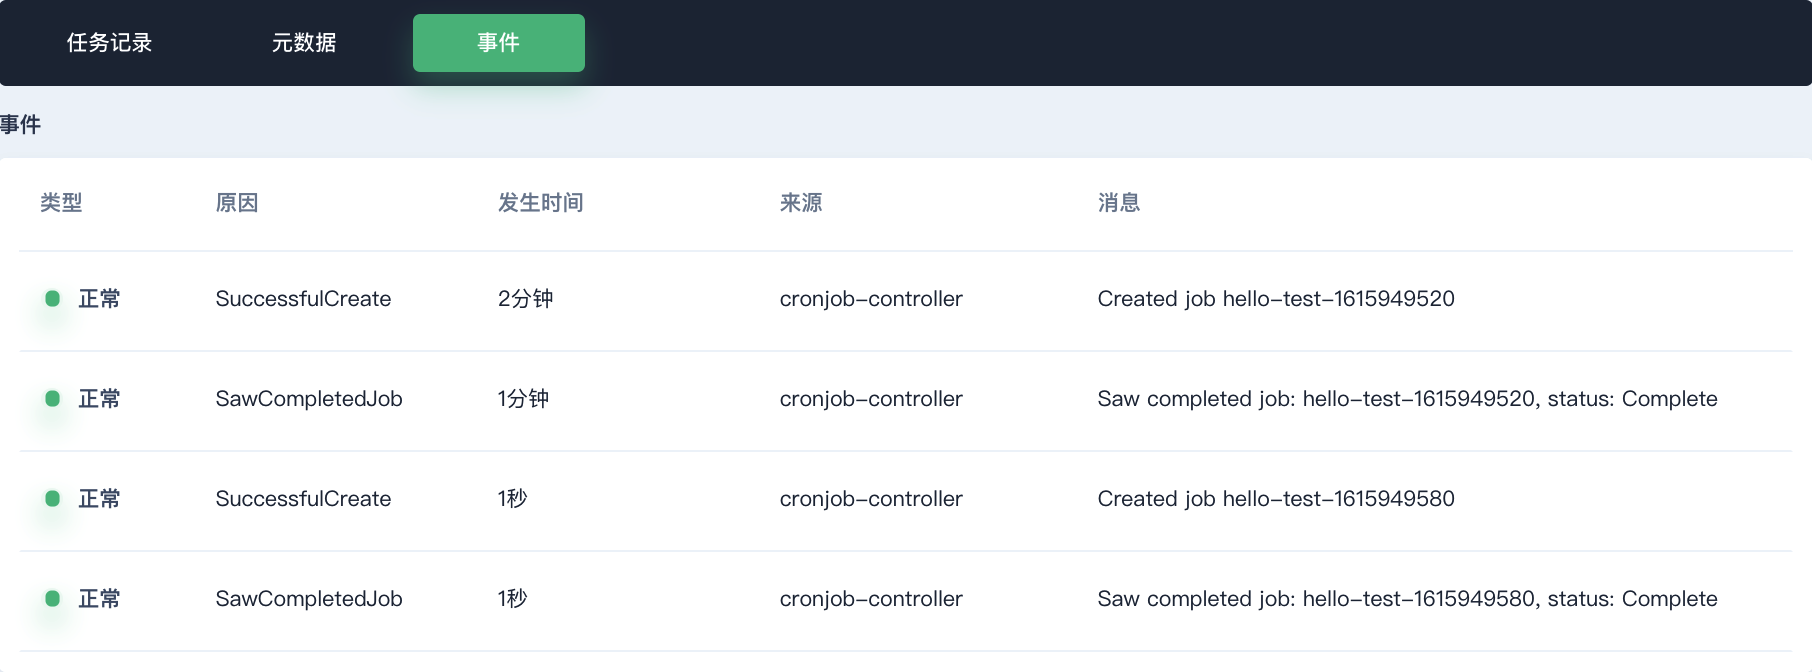 任务记录 元数据 事件
事件
类型 原因 发生时间 来源 消息
正常 SuccessfulCreate 2分钟 cronjob-controller Created job hello-test-1615949520
正常 SawCompletedJob 1分钟 cronjob-controller Saw completed job: hello-test-1615949520, status: Complete
正常 SuccessfulCreate 1秒 cronjob-controller Created job hello-test-1615949580
正常 SawCompletedJob 1秒 cronjob-controller Saw completed job: hello-test-1615949580, status: Complete